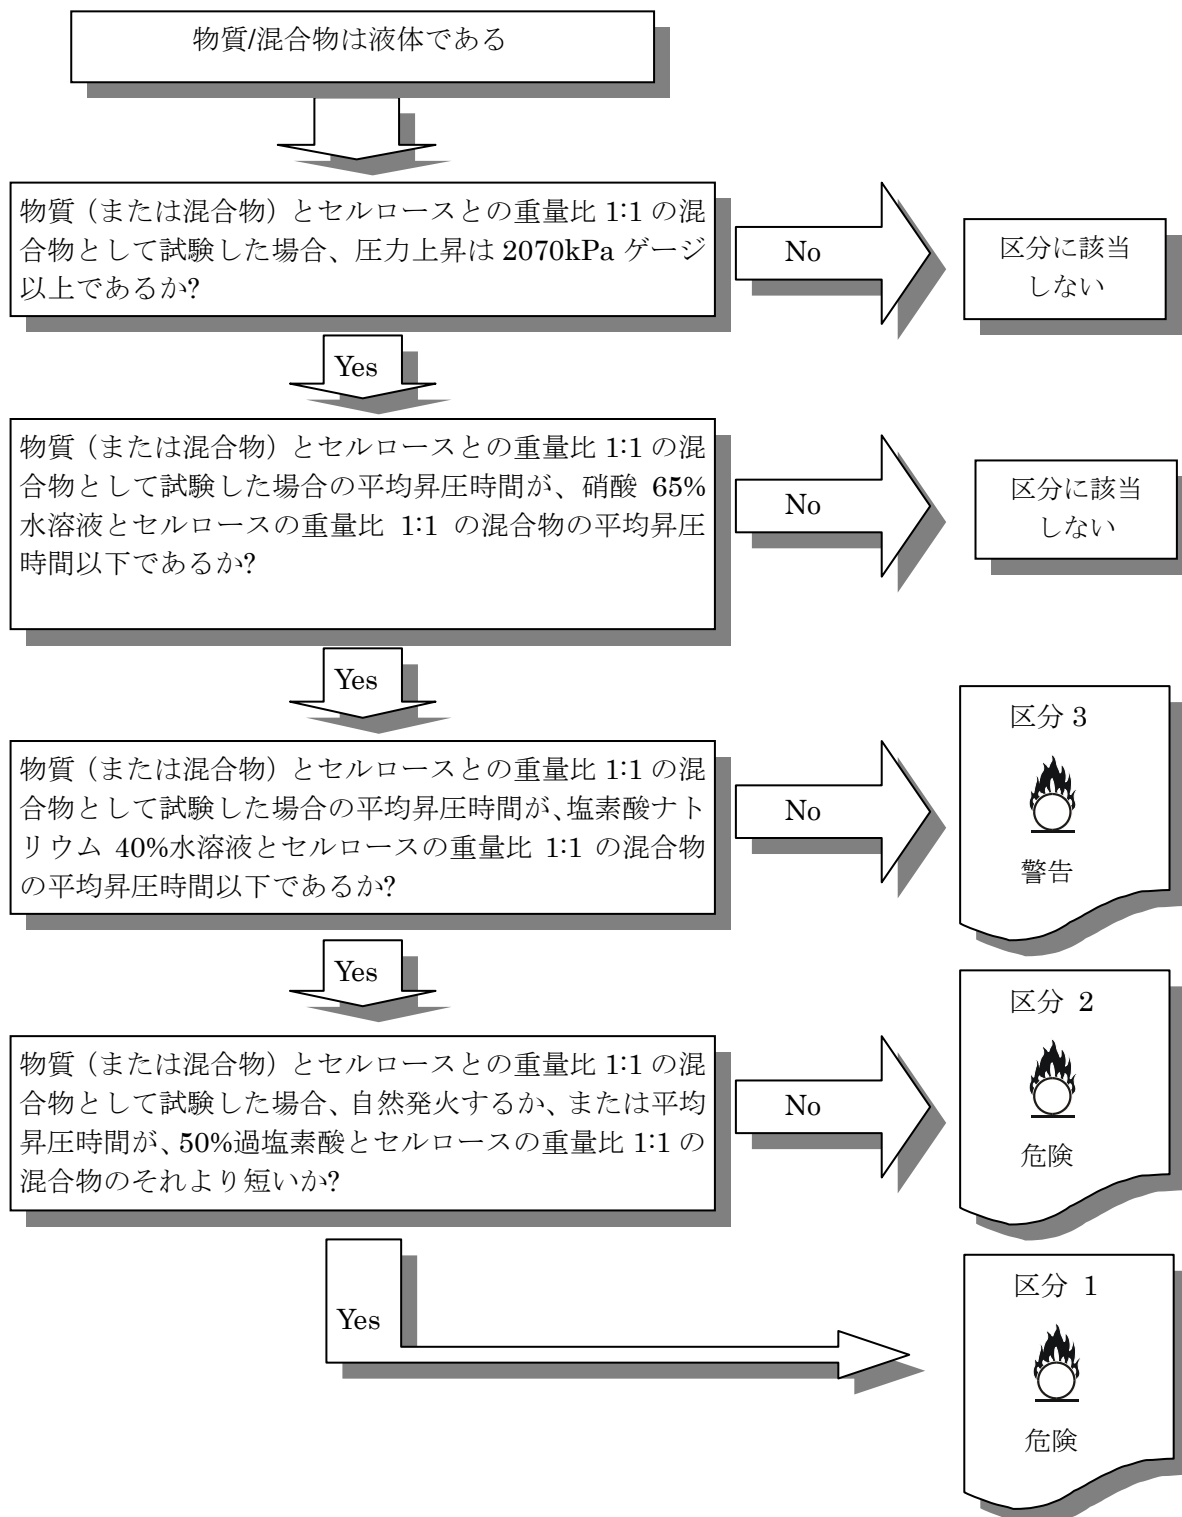 物質/混合物は液体である
物質（または混合物）とセルロースとの重量比 1:1 の混
合物として試験した場合、圧力上昇は 2070kPa ゲージ
以上であるか?
No
区分に該当
しない
Yes
物質（または混合物）とセルロースとの重量比 1:1 の混
合物として試験した場合の平均昇圧時間が、硝酸 65%
水溶液とセルロースの重量比 1:1 の混合物の平均昇圧
時間以下であるか?
No
区分に該当
しない
Yes
物質（または混合物）とセルロースとの重量比 1:1 の混
合物として試験した場合の平均昇圧時間が、塩素酸ナト
リウム 40%水溶液とセルロースの重量比 1:1 の混合物
の平均昇圧時間以下であるか?
No
区分 3
警告
Yes
物質（または混合物）とセルロースとの重量比 1:1 の混
合物として試験した場合、自然発火するか、または平均
昇圧時間が、50%過塩素酸とセルロースの重量比 1:1 の
混合物のそれより短いか?
No
区分 2
危険
Yes
区分 1
危険